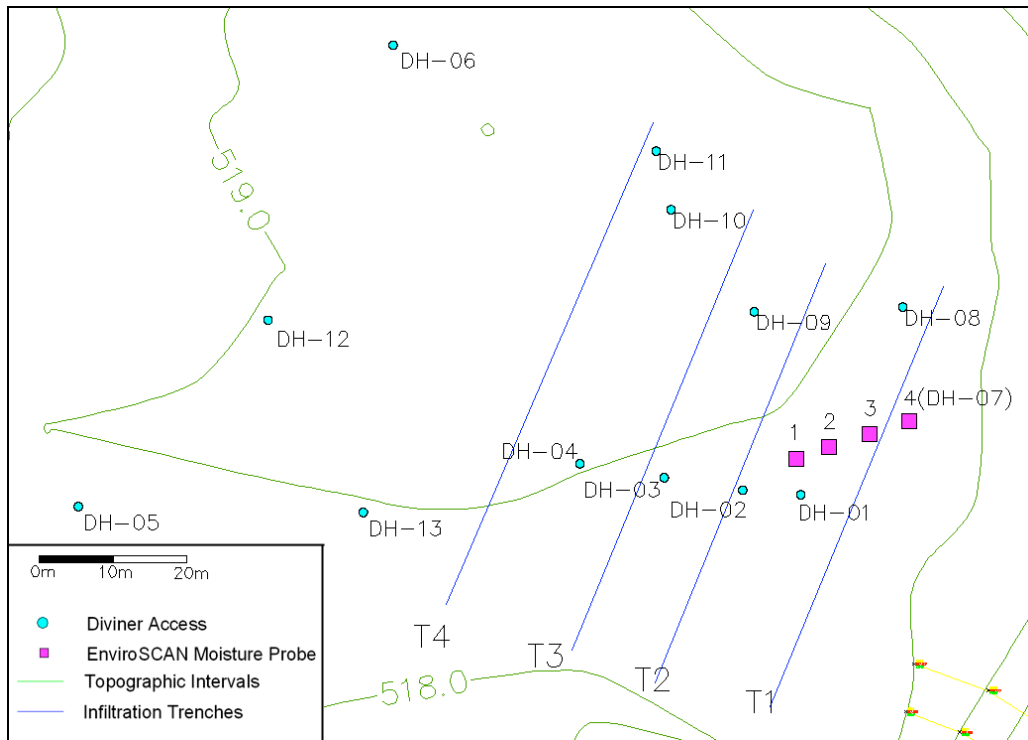 DH-06
519.0
DH-11
DH-10
DH-09
DH-08
DH-12
4(DH-07)
3
2
1
DH-04
DH-03
DH-02
DH-01
DH-05
DH-13
0m 10m 20m
Diviner Access
EnviroSCAN Moisture Probe
Topographic Intervals
Infiltration Trenches
T4
T3
T2
T1
518.0